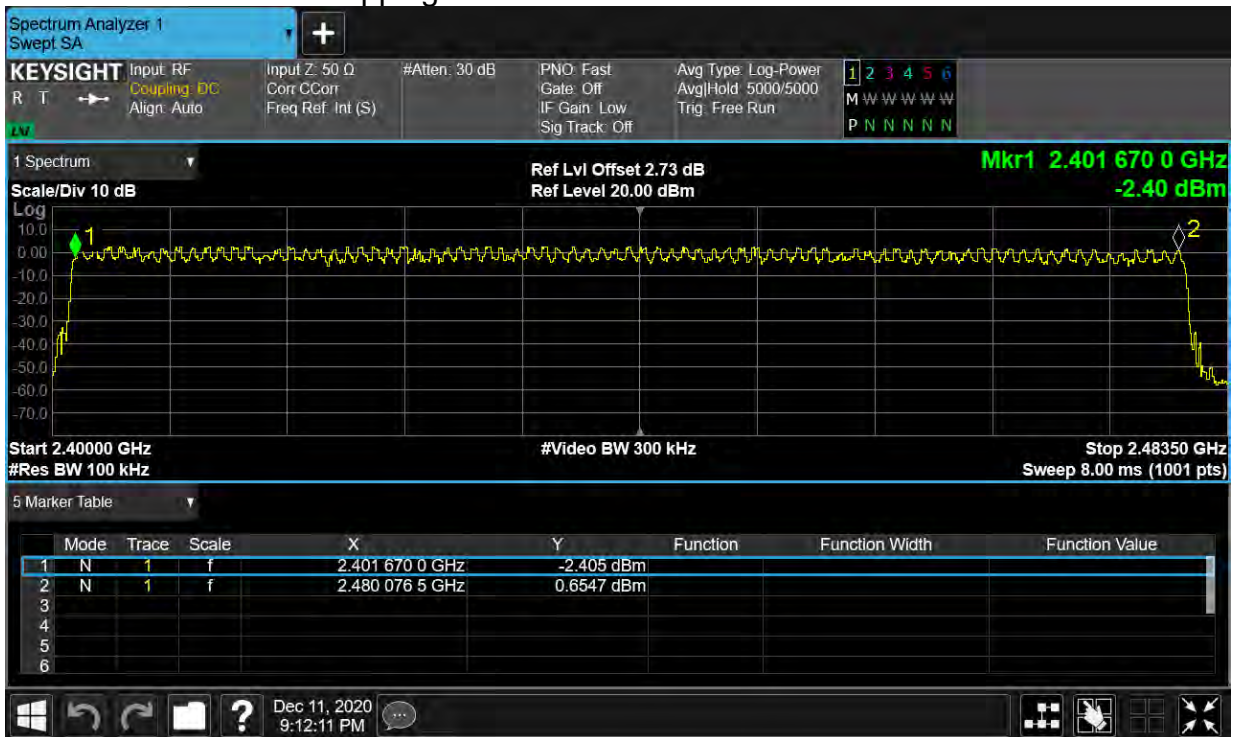 Spectrum Analyzer 1
Swept SA
+
KEYSIGHT Input: RF Input Z: 50 Ω #Atten: 30 dB PNO: Fast Avg Type: Log-Power 1 2 3 4 5 6
R T Coupling: DC Corr CCorr Gate: Off Avg|Hold: 5000/5000 M W W W W W
Align: Auto Freq Ref: Int (S) IF Gain: Low Trig: Free Run
Sig Track: Off P N N N N N
1 Spectrum
Ref Lvl Offset 2.73 dB Mkr1 2.401 670 0 GHz
Scale/Div 10 dB Ref Level 20.00 dBm -2.40 dBm
Log
10.0
0.00
-10.0
-20.0
-30.0
-40.0
-50.0
-60.0
-70.0
1
2
Start 2.40000 GHz #Video BW 300 kHz Stop 2.48350 GHz
#Res BW 100 kHz Sweep 8.00 ms (1001 pts)
5 Marker Table
Mode Trace Scale X Y Function Function Width Function Value
1 N 1 f 2.401 670 0 GHz -2.405 dBm
2 N 1 f 2.480 076 5 GHz 0.6547 dBm
3
4
5
6
? Dec 11, 2020
9:12:11 PM